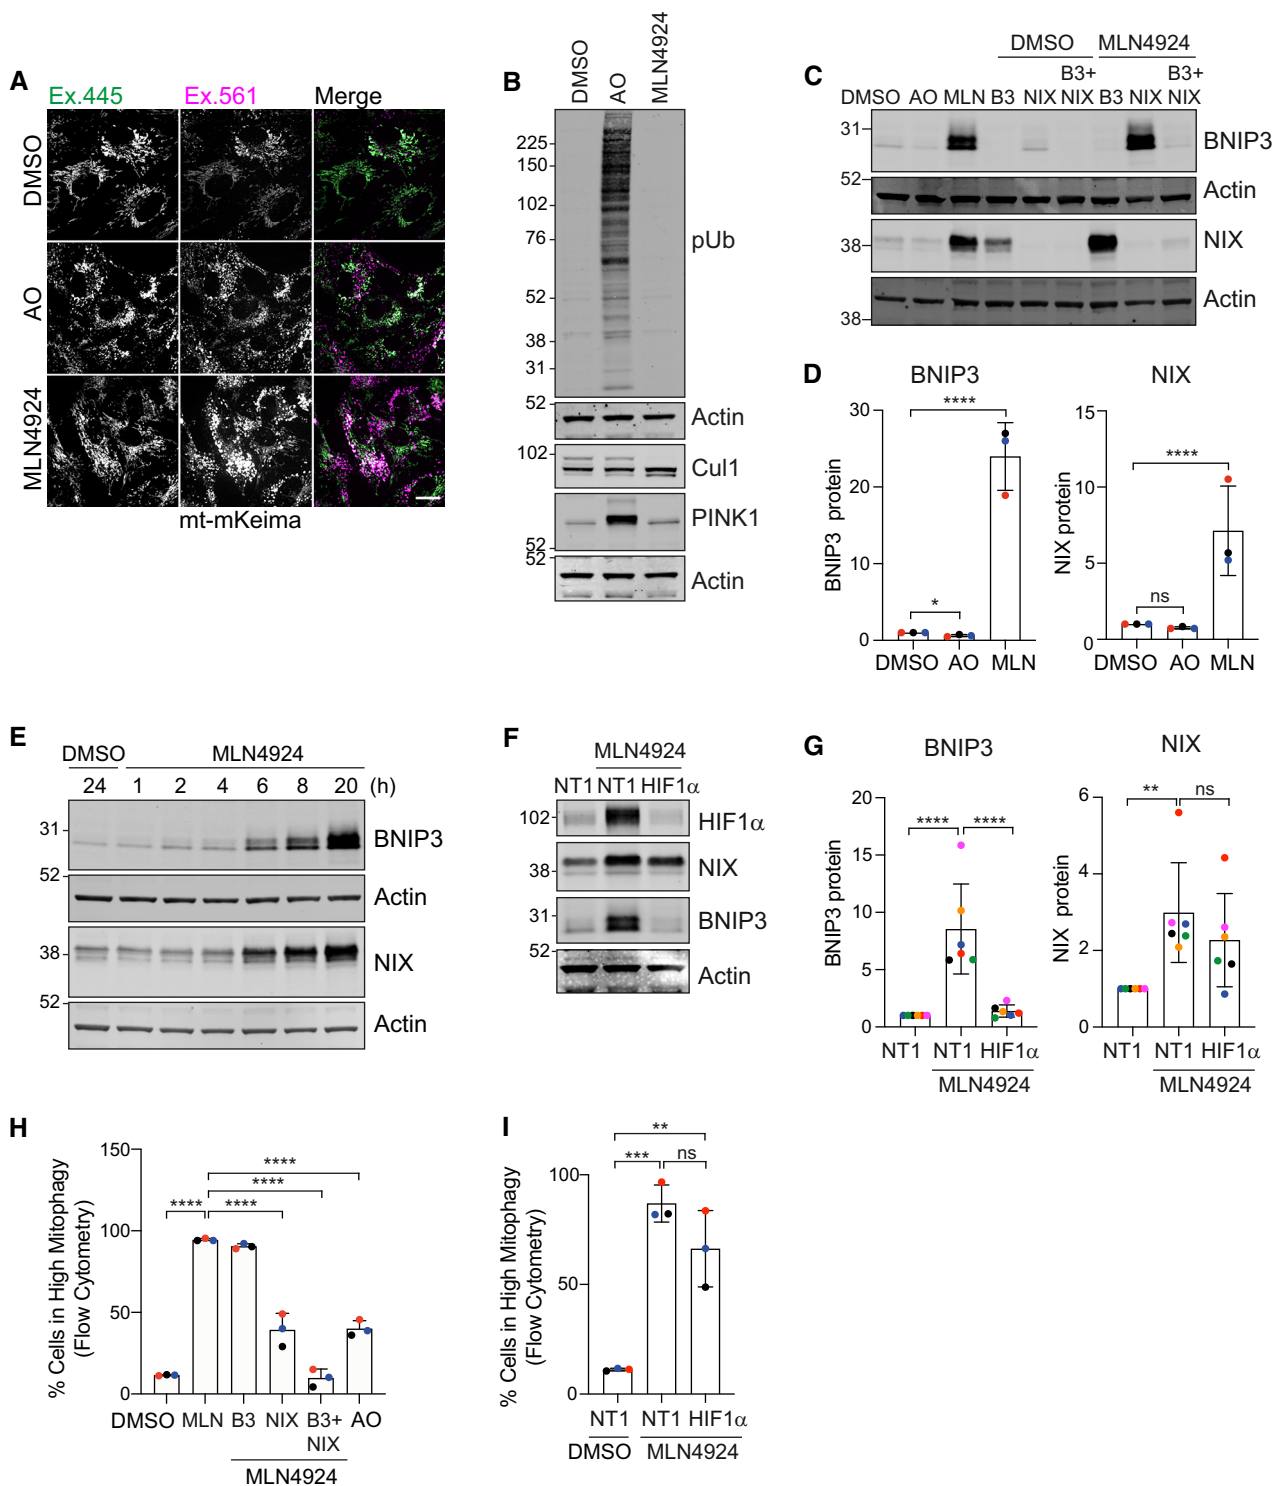 A
Ex.445 Ex.561 Merge
DMSO
AO
MLN4924
mt-mKeima
B
DMSO
AO
MLN4924
225
150
102
76
52
38
31
pUb
52
Actin
102
Cul1
PINK1
52
52
Actin
C
DMSO MLN4924
B3+ B3+
DMSO AO MLN B3 NIX NIX B3 NIX NIX
31
BNIP3
52
Actin
38
NIX
Actin
38
D
BNIP3
BNIP3 protein
30
20
10
0
****
*
DMSO AO MLN
NIX
NIX protein
15
10
5
0
****
ns
DMSO AO MLN
E
DMSO MLN4924
24 1 2 4 6 8 20 (h)
31
BNIP3
52
Actin
38
NIX
52
Actin
F
MLN4924
NT1 NT1 HIF1α
102
HIF1α
38
NIX
31
BNIP3
52
Actin
G
BNIP3
BNIP3 protein
20
15
10
5
0
**** ****
NT1 NT1 HIF1α
MLN4924
NIX
NIX protein
6
4
2
0
** ns
NT1 NT1 HIF1α
MLN4924
H
% Cells in High Mitophagy
(Flow Cytometry)
150
100
50
0
****
****
**** ****
DMSO MLN B3 NIX B3+ AO
NIX
MLN4924
I
% Cells in High Mitophagy
(Flow Cytometry)
100
50
0
**
*** ns
NT1 NT1 HIF1α
DMSO MLN4924